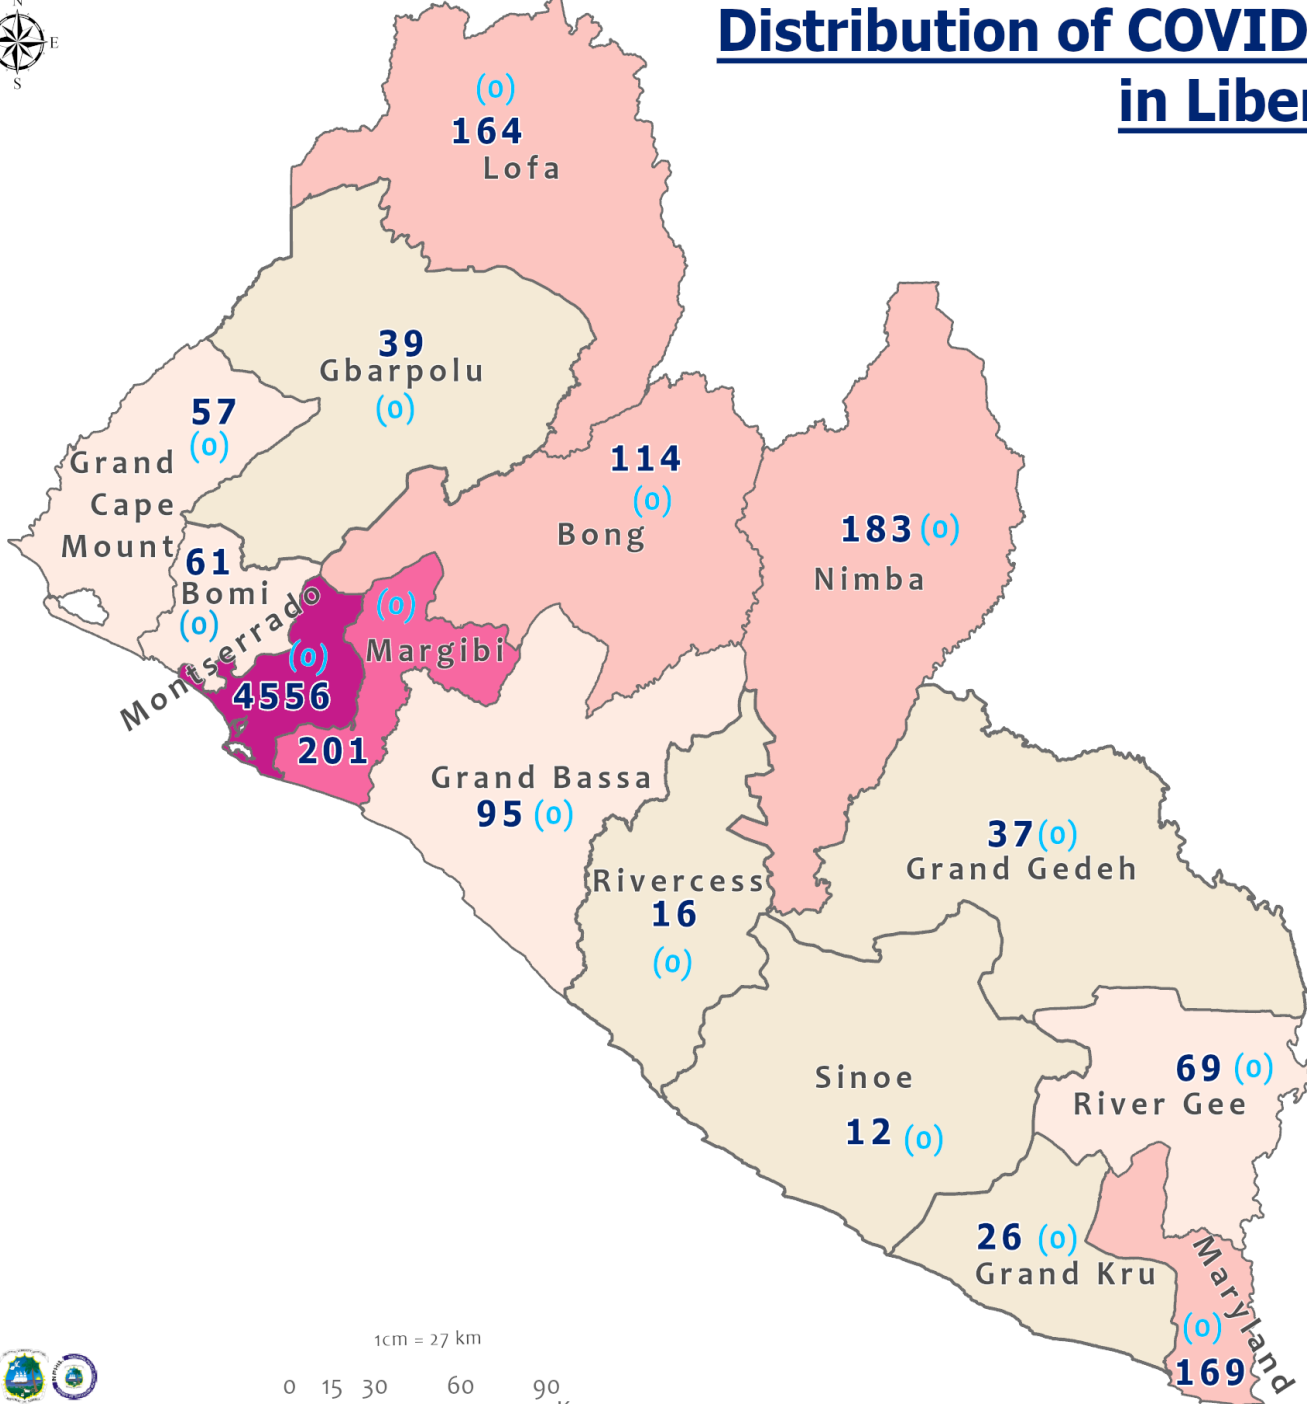 N
E
S
Distribution of COVID
in Liber
(0)
164
Lofa
39
Gbarpolu
(0)
57
(0)
Grand
Cape
Mount
114
(0)
Bong
183 (0)
Nimba
61
Bomi
(0)
Montserrado
(0)
4556
(0)
Margibi
201
Grand Bassa
95 (0)
37 (0)
Grand Gedeh
Rivercess
16
(0)
Sinoe
12 (0)
69 (0)
River Gee
26 (0)
Grand Kru
Maryland
(0)
169
1cm = 27 km
0 15 30 60 90